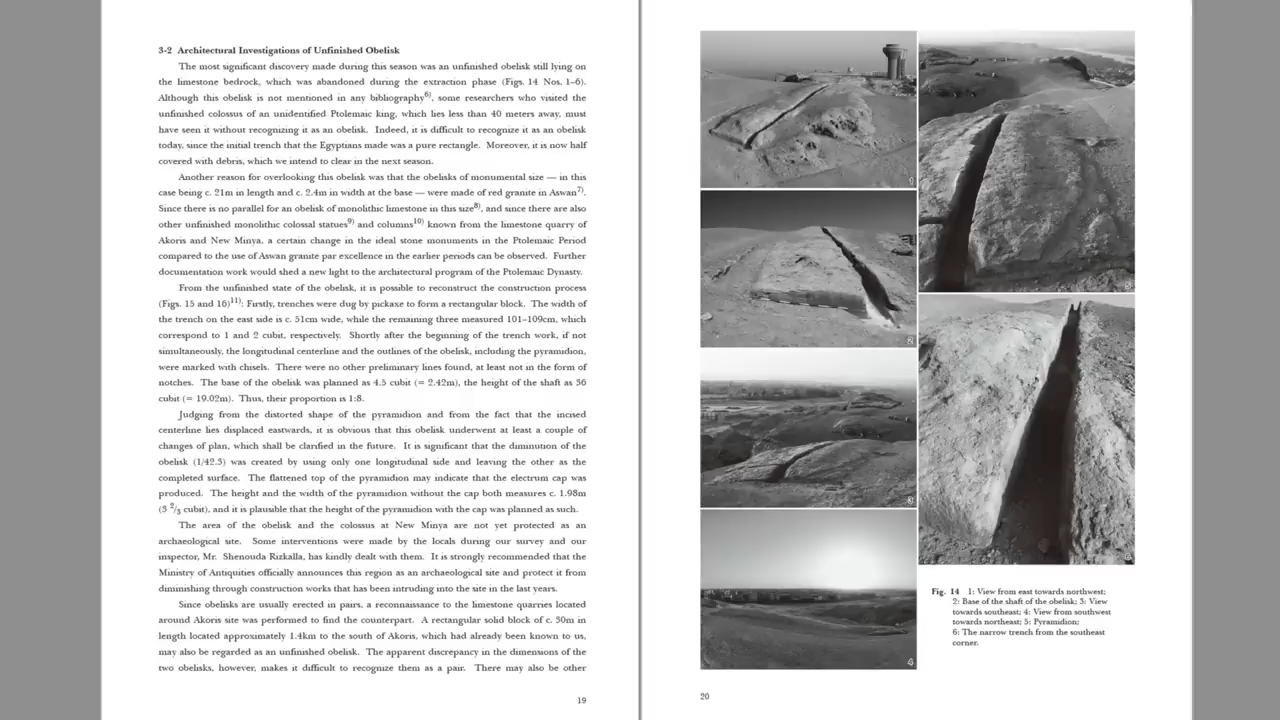 3-2 Architectural Investigations of Unfinished Obelisk
The most significant discovery made during this season was an unfinished obelisk still lying on
the limestone bedrock, which was abandoned during the extraction phase (Figs. 14 Nos. 1–6).
Although this obelisk is not mentioned in any bibliography6), some researchers who visited the
unfinished colossus of an unidentified Ptolemaic king, which lies less than 40 meters away, must
have seen it without recognizing it as an obelisk. Indeed, it is difficult to recognize it as an obelisk
today, since the initial trench that the Egyptians made was a pure rectangle. Moreover, it is now half
covered with debris, which we intend to clear in the next season.
Another reason for overlooking this obelisk was that the obelisks of monumental size — in this
case being c. 21m in length and c. 2.4m in width at the base — were made of red granite in Aswan7).
Since there is no parallel for an obelisk of monolithic limestone in this size8), and since there are also
other unfinished monolithic colossal statues9) and columns10) known from the limestone quarry of
Akoris and New Minya, a certain change in the ideal stone monuments in the Ptolemaic Period
compared to the use of Aswan granite par excellence in the earlier periods can be observed. Further
documentation work would shed a new light to the architectural program of the Ptolemaic Dynasty.
From the unfinished state of the obelisk, it is possible to reconstruct the construction process
(Figs. 15 and 16)11): Firstly, trenches were dug by pickaxe to form a rectangular block. The width of
the trench on the east side is c. 51cm wide, while the remaining three measured 101–109cm, which
correspond to 1 and 2 cubit, respectively. Shortly after the beginning of the trench work, if not
simultaneously, the longitudinal centerline and the outlines of the obelisk, including the pyramidion,
were marked with chisels. There were no other preliminary lines found, at least not in the form of
notches. The base of the obelisk was planned as 4.5 cubit (= 2.42m), the height of the shaft as 36
cubit (= 19.02m). Thus, their proportion is 1:8.
Judging from the distorted shape of the pyramidion and from the fact that the incised
centerline lies displaced eastwards, it is obvious that this obelisk underwent at least a couple of
changes of plan, which shall be clarified in the future. It is significant that the diminution of the
obelisk (1/42.3) was created by using only one longitudinal side and leaving the other as the
completed surface. The flattened top of the pyramidion may indicate that the electrum cap was
produced. The height and the width of the pyramidion without the cap both measures c. 1.98m
(3 2/3 cubit), and it is plausible that the height of the pyramidion with the cap was planned as such.
The area of the obelisk and the colossus at New Minya are not yet protected as an
archaeological site. Some interventions were made by the locals during our survey and our
inspector, Mr. Shenouda Rizkalla, has kindly dealt with them. It is strongly recommended that the
Ministry of Antiquities officially announces this region as an archaeological site and protect it from
diminishing through construction works that has been intruding into the site in the last years.
Since obelisks are usually erected in pairs, a reconnaissance to the limestone quarries located
around Akoris site was performed to find the counterpart. A rectangular solid block of c. 30m in
length located approximately 1.4km to the south of Akoris, which had already been known to us,
may also be regarded as an unfinished obelisk. The apparent discrepancy in the dimensions of the
two obelisks, however, makes it difficult to recognize them as a pair. There may also be other
19
1
2
3
4
5
6
Fig. 14 1: View from east towards northwest;
2: Base of the shaft of the obelisk; 3: View
towards southeast; 4: View from southwest
towards northeast; 5: Pyramidion;
6: The narrow trench from the southeast
corner.
20